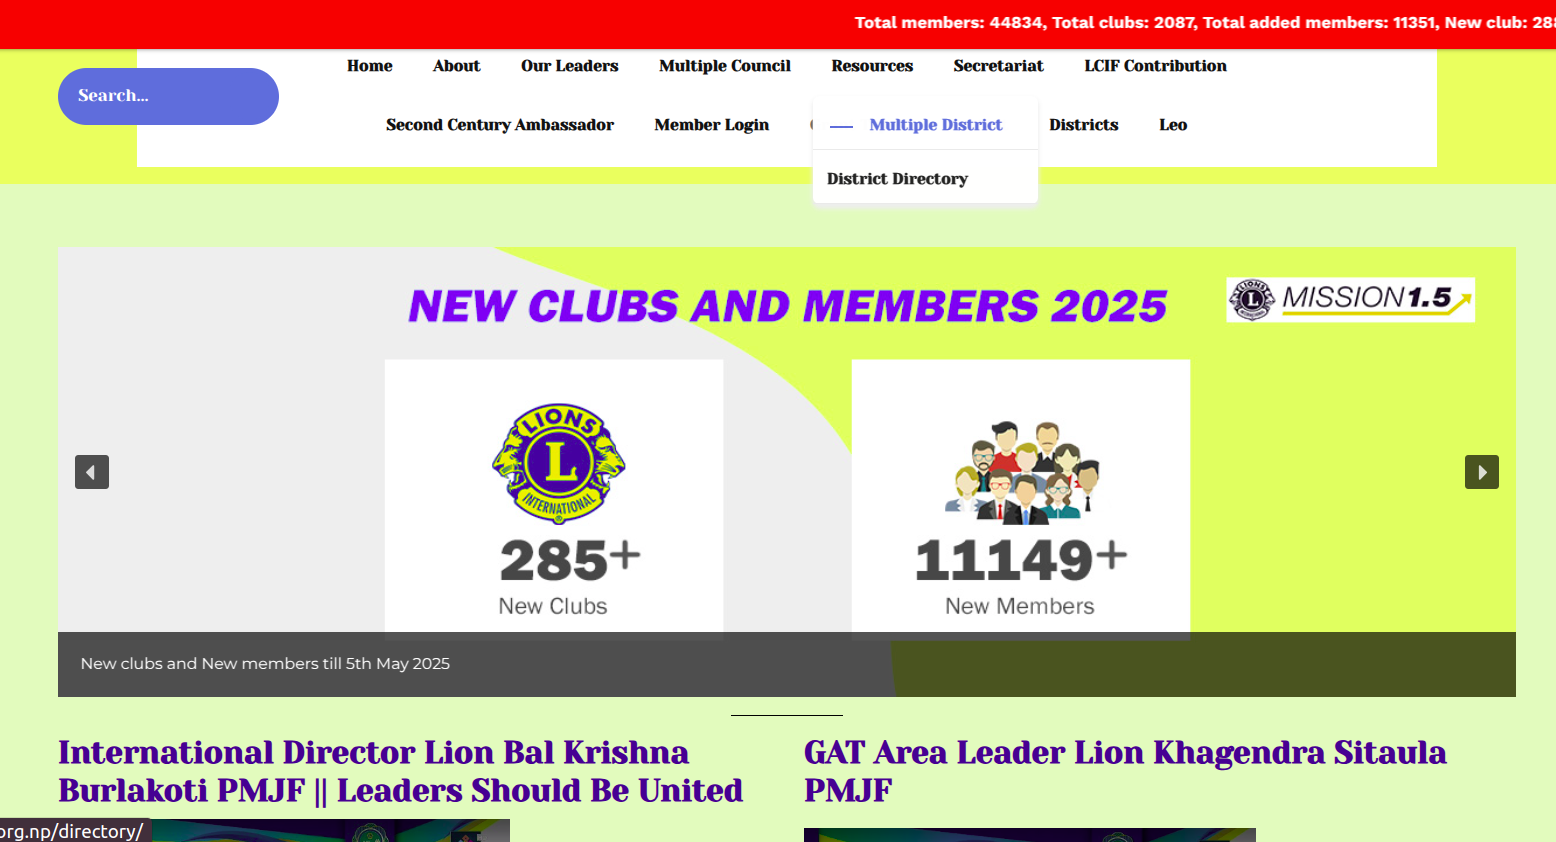 Total members: 44834, Total clubs: 2087, Total added members: 11351, New club: 28
Search...
Home About Our Leaders Multiple Council Resources Secretariat LCIF Contribution
Second Century Ambassador Member Login Districts Leo
Multiple District
District Directory
NEW CLUBS AND MEMBERS 2025
LIONS
L
INTERNATIONAL
MISSION 1.5
LIONS
L
INTERNATIONAL
285+
New Clubs
11149+
New Members
New clubs and New members till 5th May 2025
International Director Lion Bal Krishna
Burlakoti PMJF || Leaders Should Be United
GAT Area Leader Lion Khagendra Sitaula
PMJF
org.np/directory/